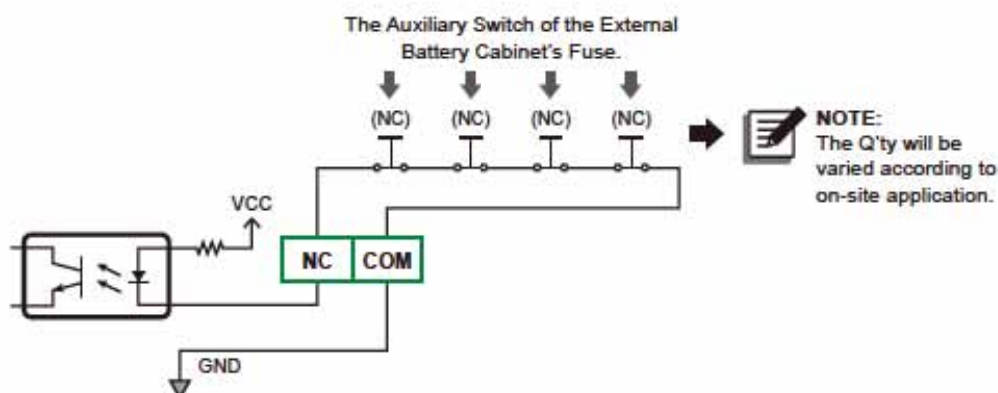 The Auxiliary Switch of the External
Battery Cabinet's Fuse.
(NC) (NC) (NC) (NC)
NOTE:
The Q'ty will be
varied according to
on-site application.
VCC
NC COM
GND